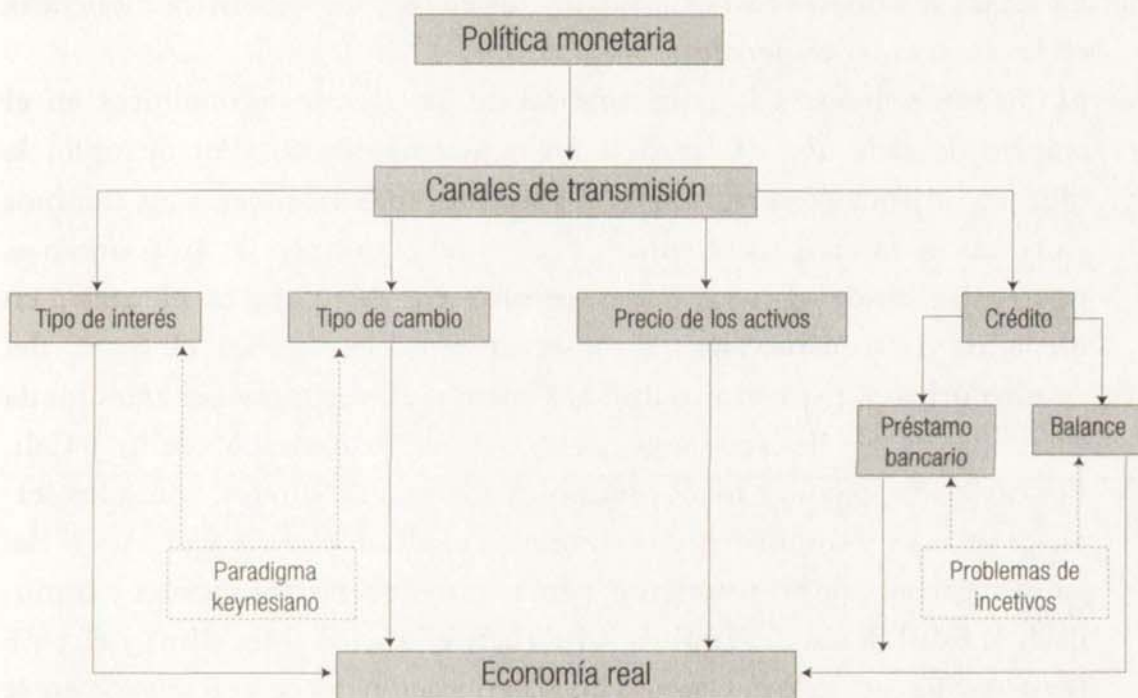 Política monetaria
Canales de transmisión
Tipo de interés
Tipo de cambio
Precio de los activos
Crédito
Préstamo
bancario
Balance
Paradigma
keynesiano
Problemas de
incetivos
Economía real